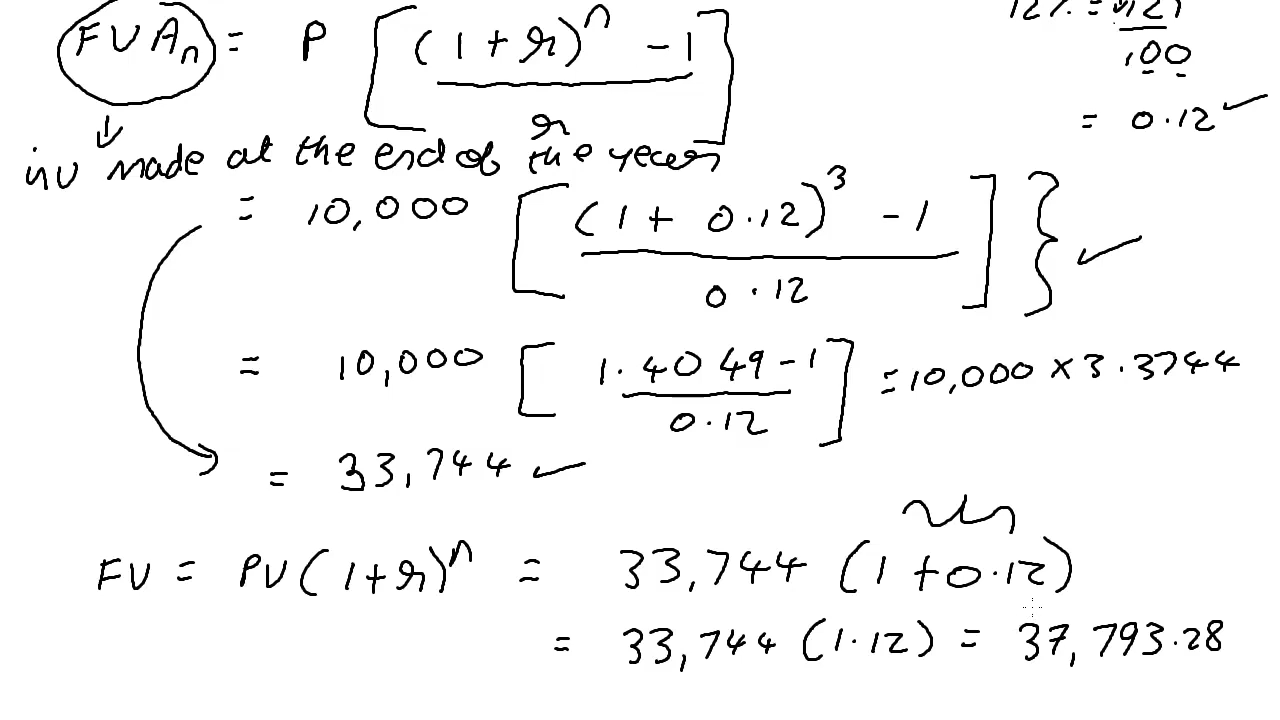 12% = 12/100
FVAn = P [ (1 + r)^n - 1 / r ]
= 0.12 ✓
inv made at the end of the years
= 10,000 [ (1 + 0.12)^3 - 1 / 0.12 ] } ✓
= 10,000 [ 1.4049 - 1 / 0.12 ] = 10,000 × 3.3744
= 33,744 ✓
FV = PV(1+r)^n = 33,744 (1 + 0.12)
= 33,744 (1.12) = 37,793.28